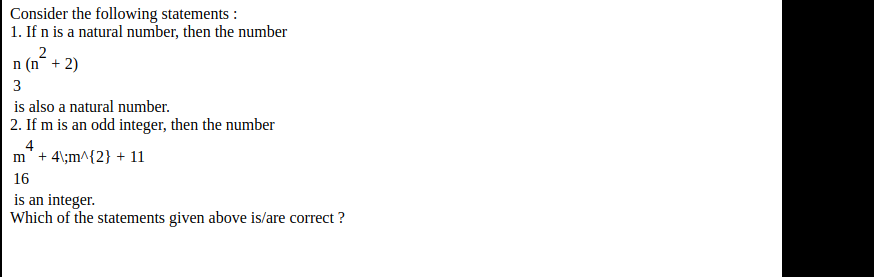 Consider the following statements :
1. If n is a natural number, then the number
n (n^2 + 2)
3
is also a natural number.
2. If m is an odd integer, then the number
m^4 + 4\;m^{2} + 11
16
is an integer.
Which of the statements given above is/are correct ?